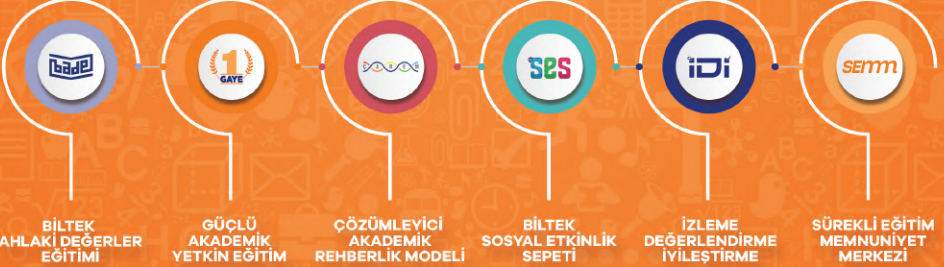 bade
1
GAYE
ses
iDi
semm
BİLTEK
AHLAKİ DEĞERLER
EĞİTİMİ
GÜÇLÜ
AKADEMİK
YETKİN EĞİTİM
ÇÖZÜMLEYİCİ
AKADEMİK
REHBERLİK MODELİ
BİLTEK
SOSYAL ETKİNLİK
SEPETİ
İZLEME
DEĞERLENDİRME
İYİLEŞTİRME
SÜREKLİ EĞİTİM
MEMNUNİYET
MERKEZİ